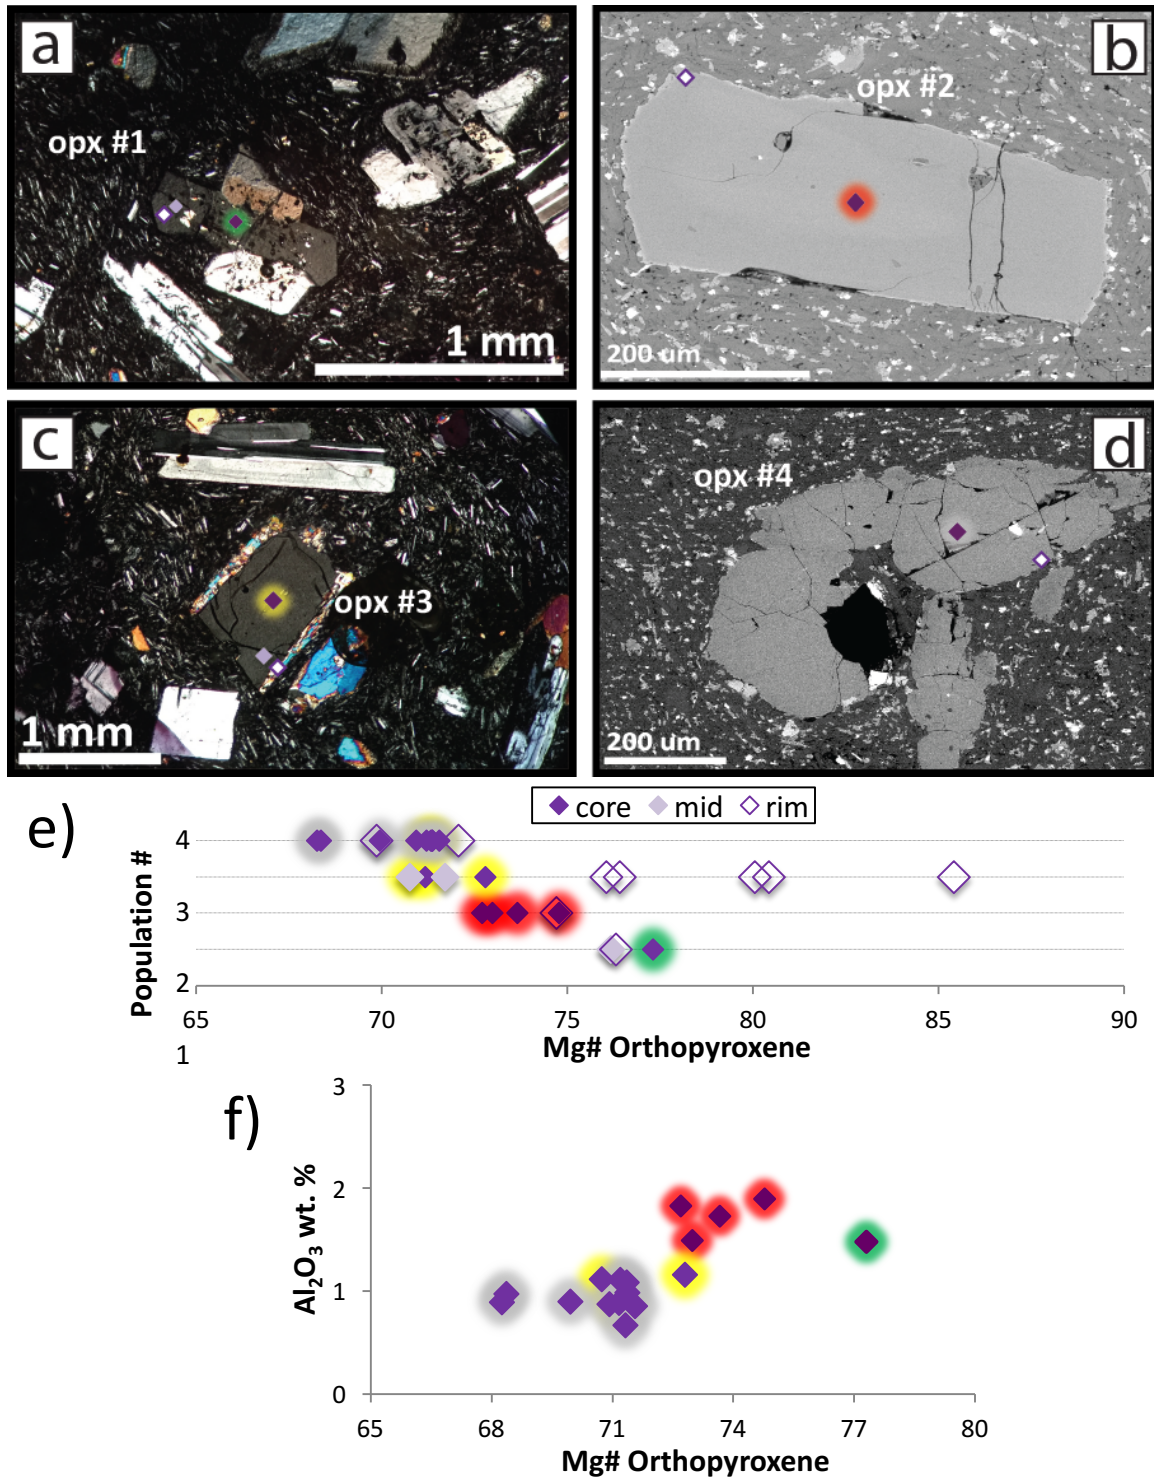 a
opx #1
1 mm
b
opx #2
200 um
c
opx #3
1 mm
d
opx #4
200 um
e)
core mid rim
4
3
2
1
Population #
65 70 75 80 85 90
Mg# Orthopyroxene
f)
3
2
1
0
Al₂O₃ wt. %
65 68 71 74 77 80
Mg# Orthopyroxene